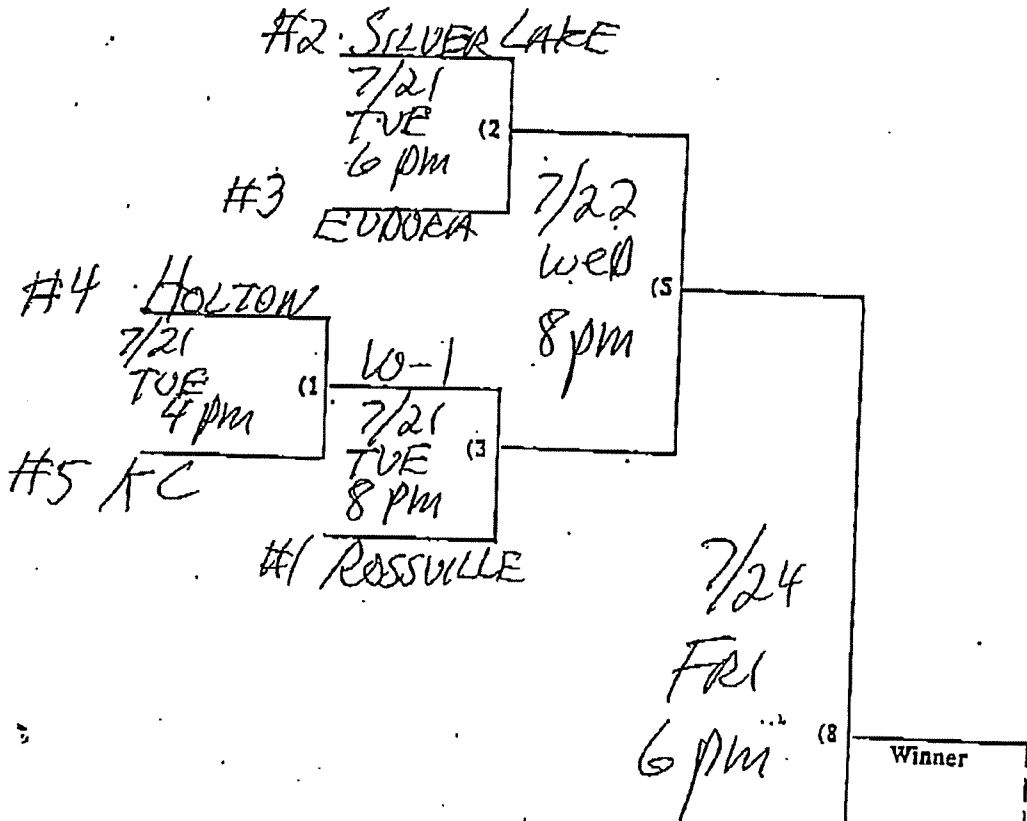 #2 SILVER LAKE
7/21
TUE
6 pm
(2
#3
EUDORA
7/22
WED
8 pm
(5
#4 HOLTON
7/21
TUE
4 pm
(1
#5 KC
W-1
7/21
TUE
8 pm
(3
#1 ROSSVILLE
7/24
FRI
6 pm
(8
Winner